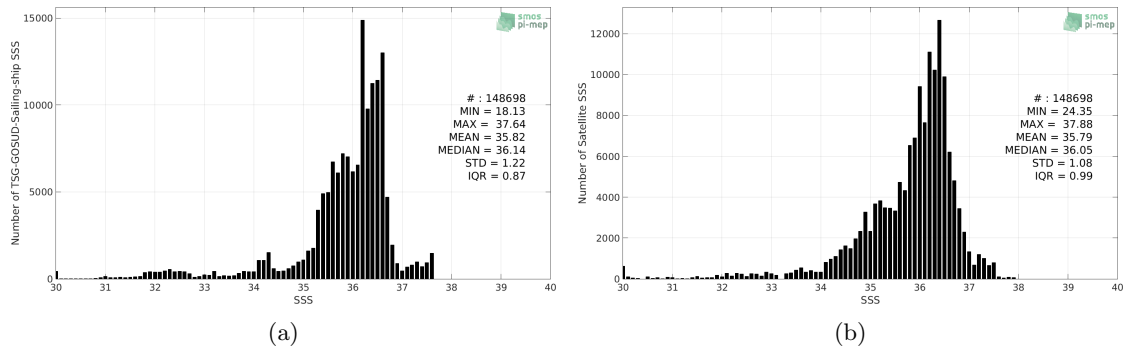 15000
10000
5000
0
Number of TSG-GOSUD-Sailing-ship SSS
30 31 32 33 34 35 36 37 38 39 40
SSS
smos
pi-mep
# : 148698
MIN = 18.13
MAX = 37.64
MEAN = 35.82
MEDIAN = 36.14
STD = 1.22
IQR = 0.87
(a)
12000
10000
8000
6000
4000
2000
0
Number of Satellite SSS
30 31 32 33 34 35 36 37 38 39 40
SSS
smos
pi-mep
# : 148698
MIN = 24.35
MAX = 37.88
MEAN = 35.79
MEDIAN = 36.05
STD = 1.08
IQR = 0.99
(b)